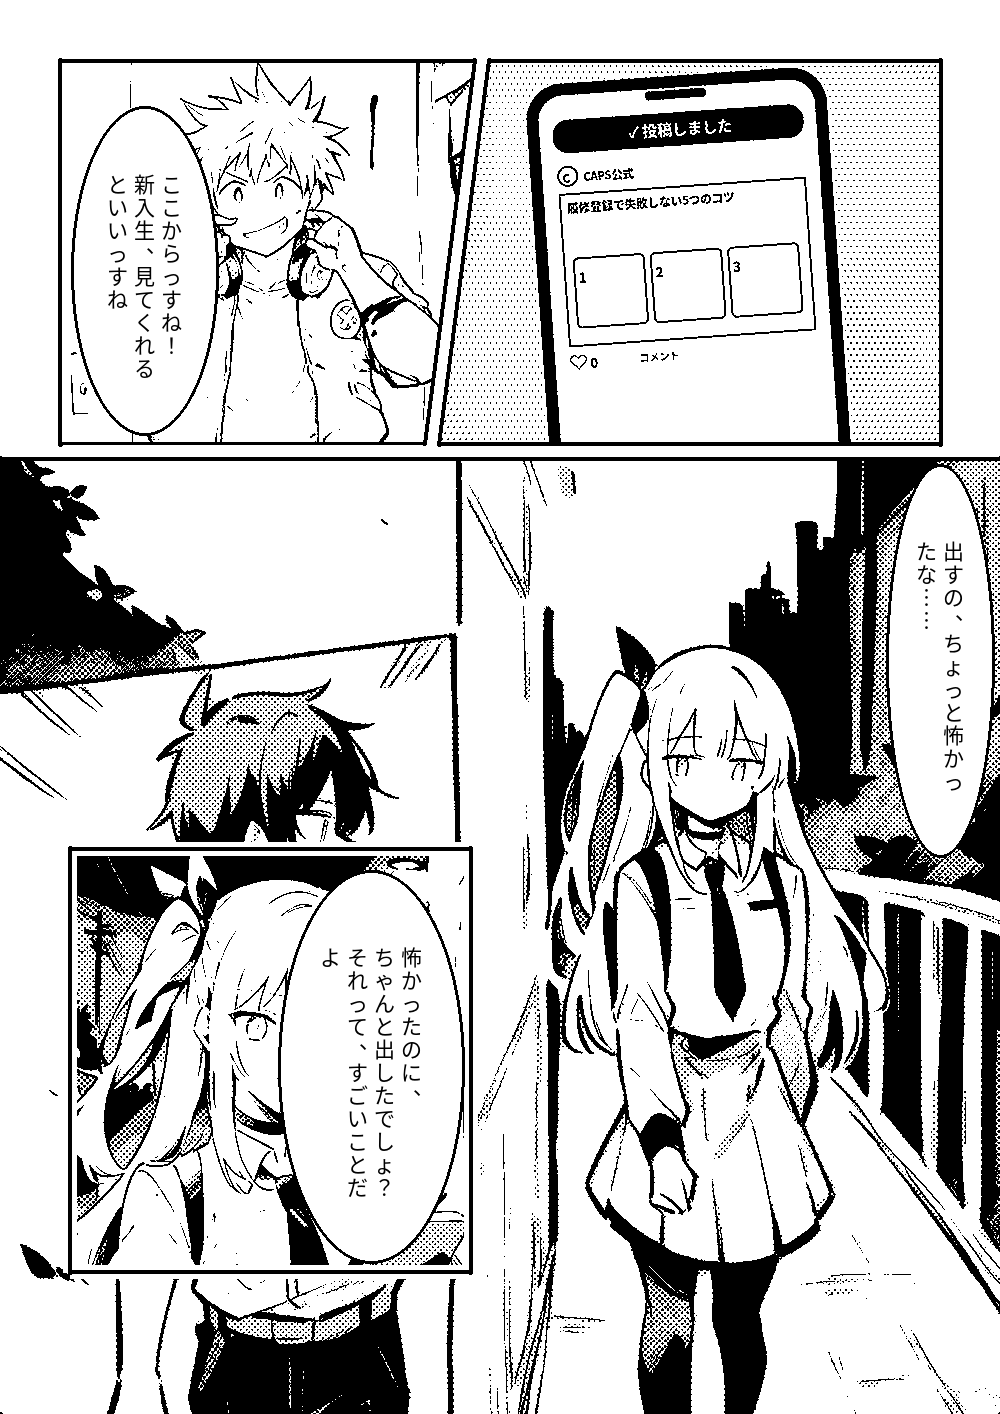 ✓投稿しました
C CAPS公式
履修登録で失敗しない5つのコツ
1 2 3
♡0 コメント
ここからっすね！
新入生、見てくれる
といいっすね
出すの、ちょっと怖かっ
たな……
怖かったのに、
ちゃんと出したでしょ？
それって、すごいことだ
よ